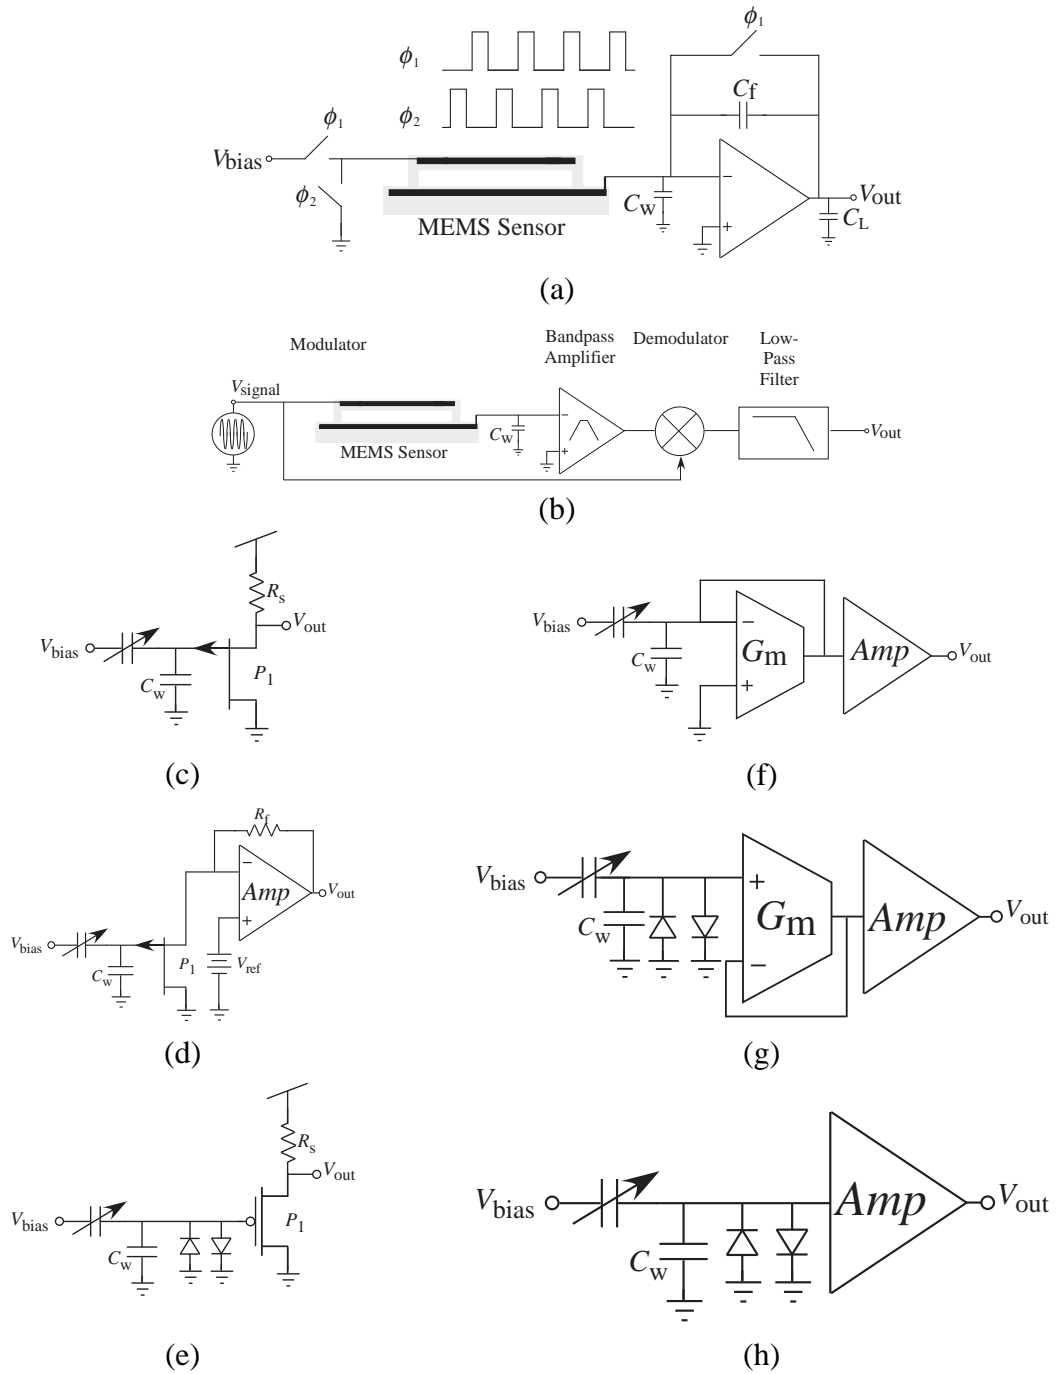 ϕ1
ϕ1
Cf
ϕ2
ϕ1
Vbias
ϕ2
−
+
CW
Vout
CL
MEMS Sensor
(a)
Modulator
Bandpass Amplifier
Demodulator
Low-Pass Filter
Vsignal
−
+
CW
Vout
MEMS Sensor
(b)
Rs
Vout
Vbias
CW
P1
(c)
Vbias
CW
−
+
Gm
Amp
Vout
(f)
Rf
−
+
Amp
Vout
Vbias
CW
P1
Vref
(d)
Vbias
CW
+
−
Gm
Amp
Vout
(g)
Rs
Vout
Vbias
CW
P1
(e)
Vbias
CW
Amp
Vout
(h)